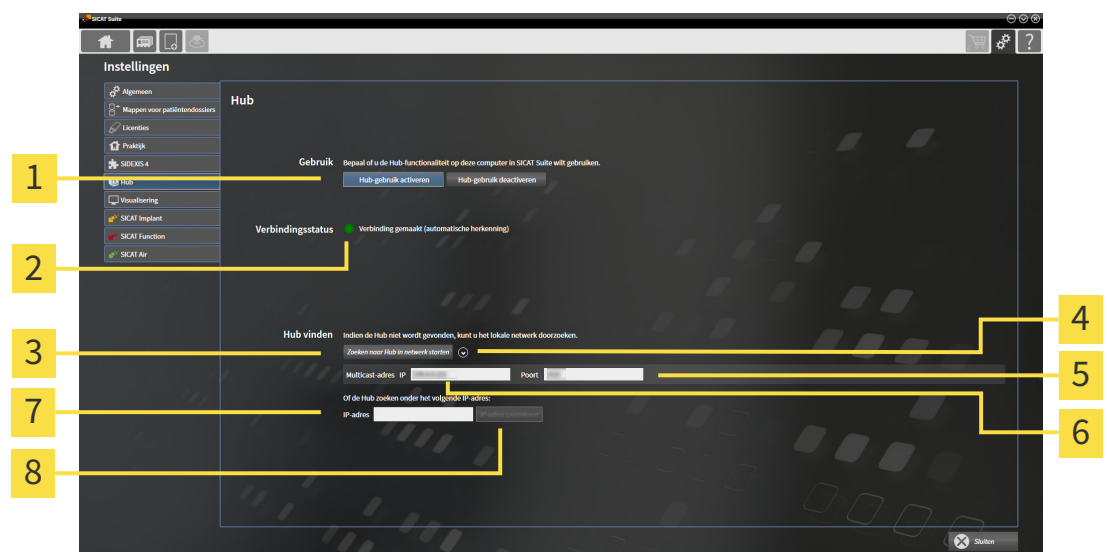 SICAT Suite
?
Instellingen
Algemeen
Mappen voor patiëntendossiers
Licenties
Praktijk
SIDEXIS 4
Hub
Visualisering
SICAT Implant
SICAT Function
SICAT Air
Hub
Gebruik Bepaal of u de Hub-functionaliteit op deze computer in SICAT Suite wilt gebruiken.
Hub-gebruik activeren Hub-gebruik deactiveren
Verbindingsstatus Verbinding gemaakt (automatische herkenning)
Hub vinden Indien de Hub niet wordt gevonden, kunt u het lokale netwerk doorzoeken.
Zoeken naar Hub in netwerk starten
Multicast-adres IP Poort
Of de Hub zoeken onder het volgende IP-adres:
IP-adres IP-adres controleren
Sluiten
1
2
3
4
5
6
7
8